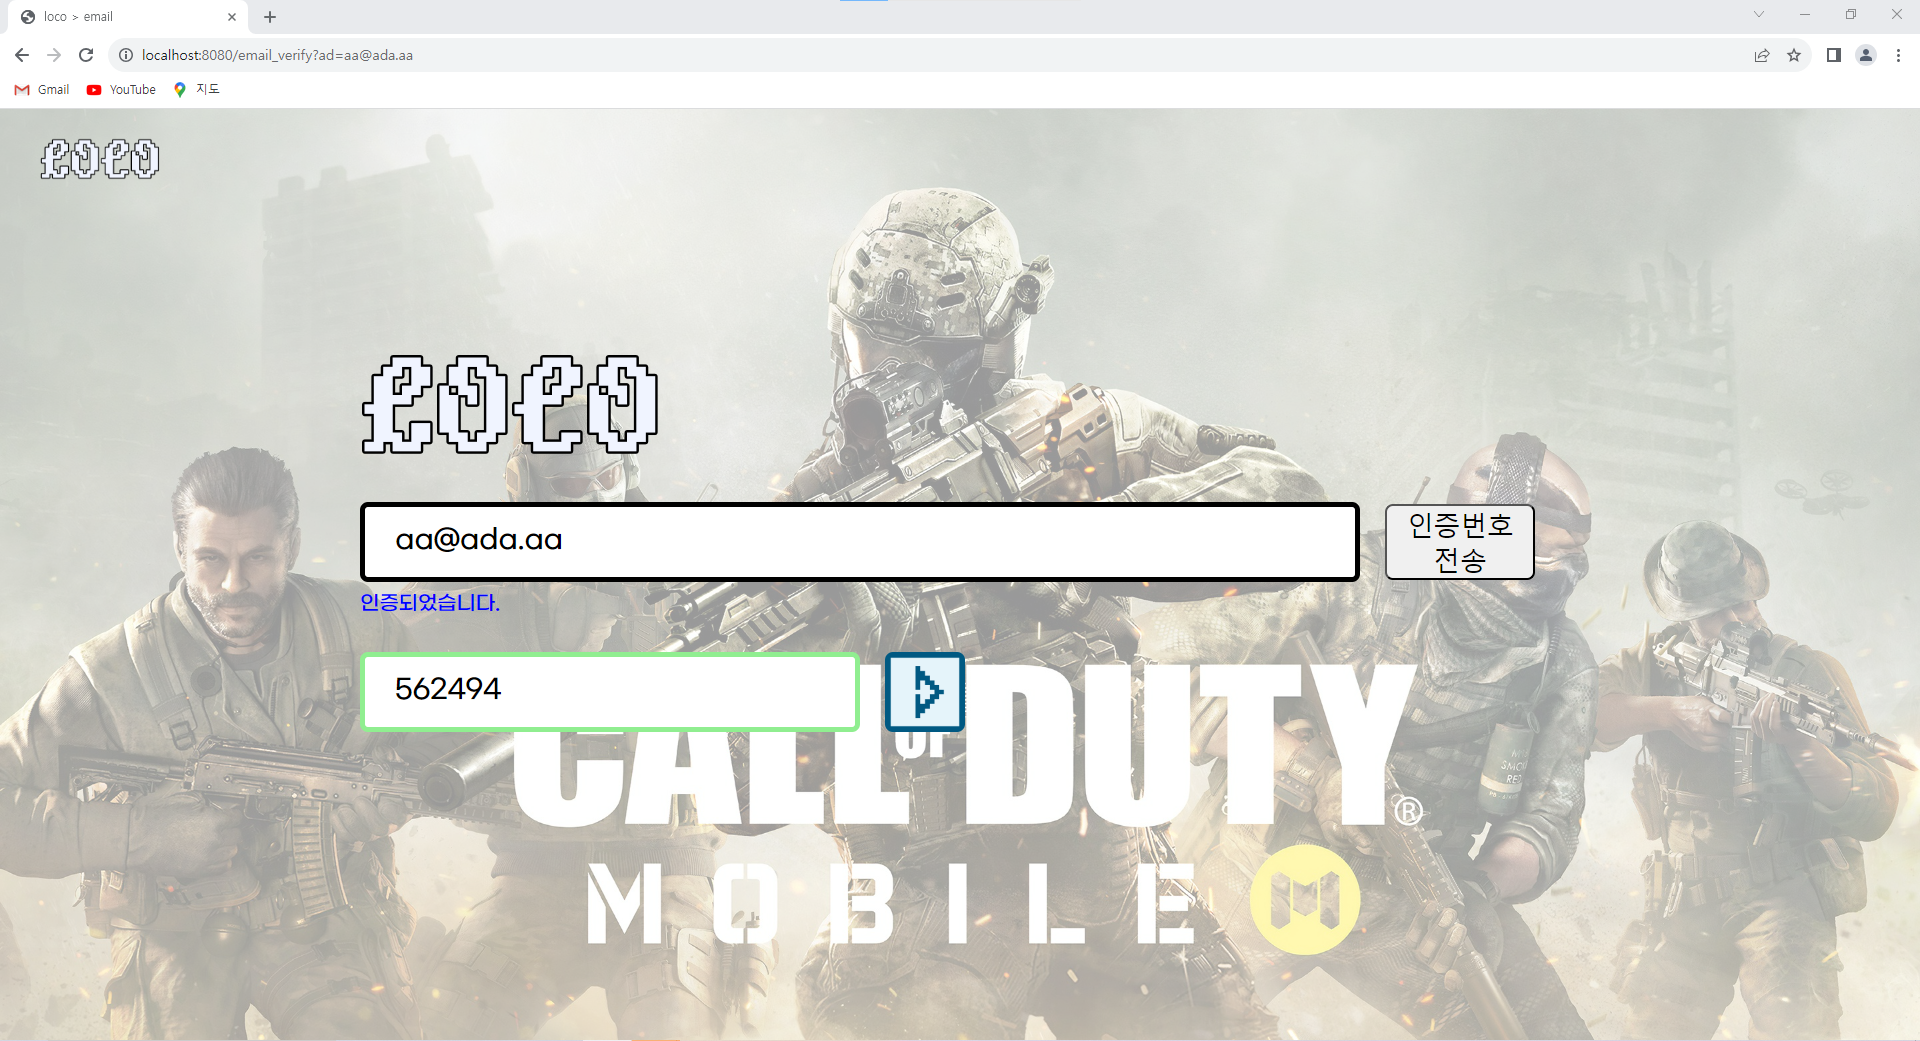 loco > email
localhost:8080/email_verify?ad=aa@ada.aa
Gmail
YouTube
지도
loco
loco
aa@ada.aa
인증번호
전송
인증되었습니다.
562494
CALL OF DUTY®
MOBILE